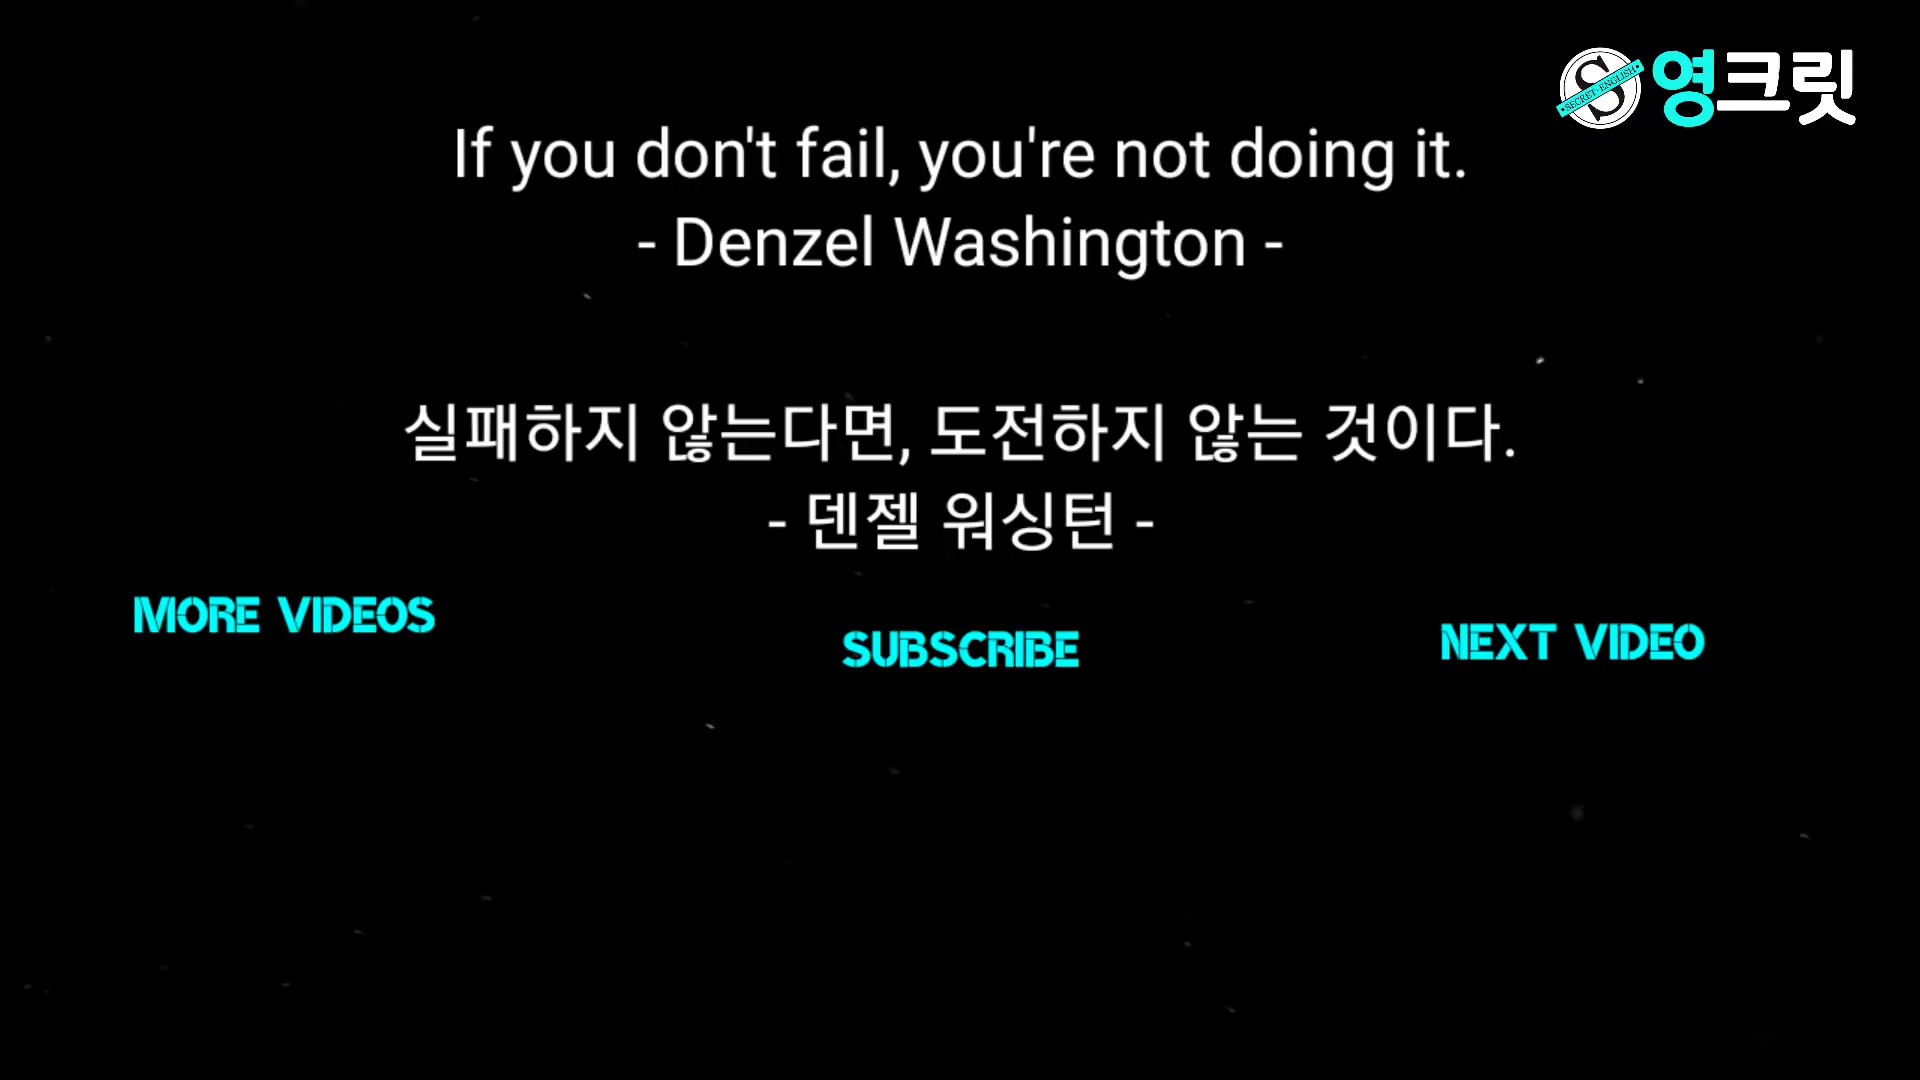 SECRET-ENGLISH
영크릿
If you don't fail, you're not doing it.
- Denzel Washington -
실패하지 않는다면, 도전하지 않는 것이다.
- 덴젤 워싱턴 -
MORE VIDEOS
SUBSCRIBE
NEXT VIDEO